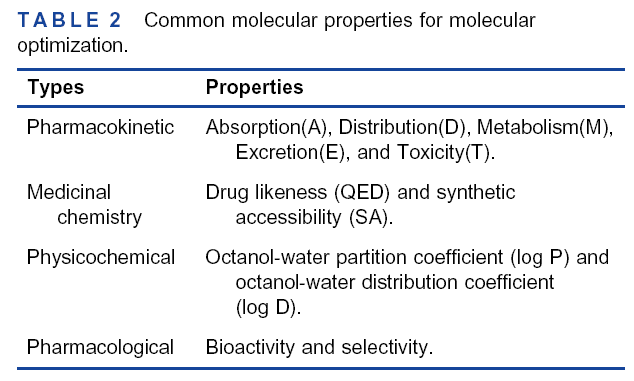 TABLE 2 Common molecular properties for molecular
optimization.
Types Properties
Pharmacokinetic Absorption(A), Distribution(D), Metabolism(M),
Excretion(E), and Toxicity(T).
Medicinal Drug likeness (QED) and synthetic
chemistry accessibility (SA).
Physicochemical Octanol-water partition coefficient (log P) and
octanol-water distribution coefficient
(log D).
Pharmacological Bioactivity and selectivity.